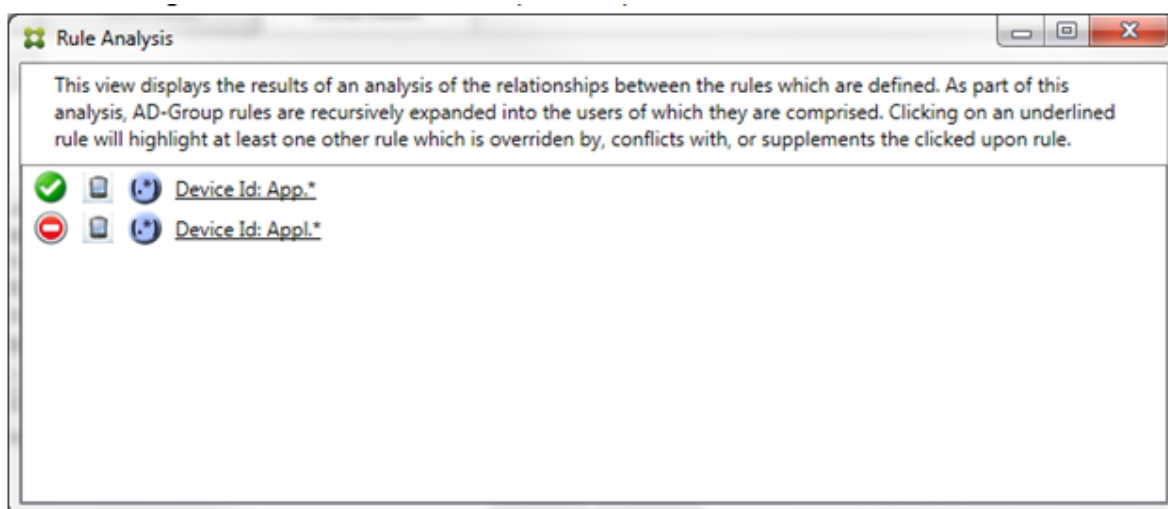 Rule Analysis
This view displays the results of an analysis of the relationships between the rules which are defined. As part of this
analysis, AD-Group rules are recursively expanded into the users of which they are comprised. Clicking on an underlined
rule will highlight at least one other rule which is overriden by, conflicts with, or supplements the clicked upon rule.
(.*) Device Id: App.*
(.*) Device Id: Appl.*